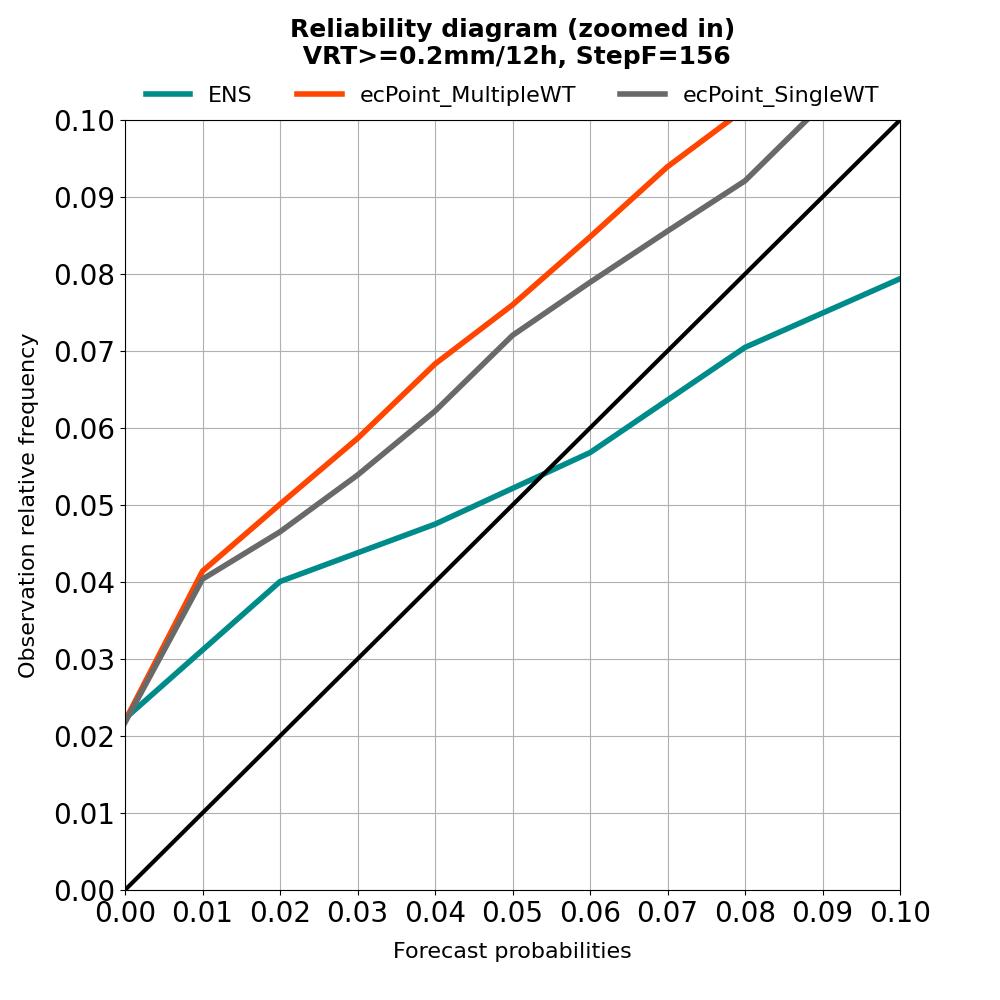 Reliability diagram (zoomed in)
VRT>=0.2mm/12h, StepF=156
ENS ecPoint_MultipleWT ecPoint_SingleWT
0.10
0.09
0.08
0.07
0.06
0.05
0.04
0.03
0.02
0.01
0.00
Observation relative frequency
0.00 0.01 0.02 0.03 0.04 0.05 0.06 0.07 0.08 0.09 0.10
Forecast probabilities